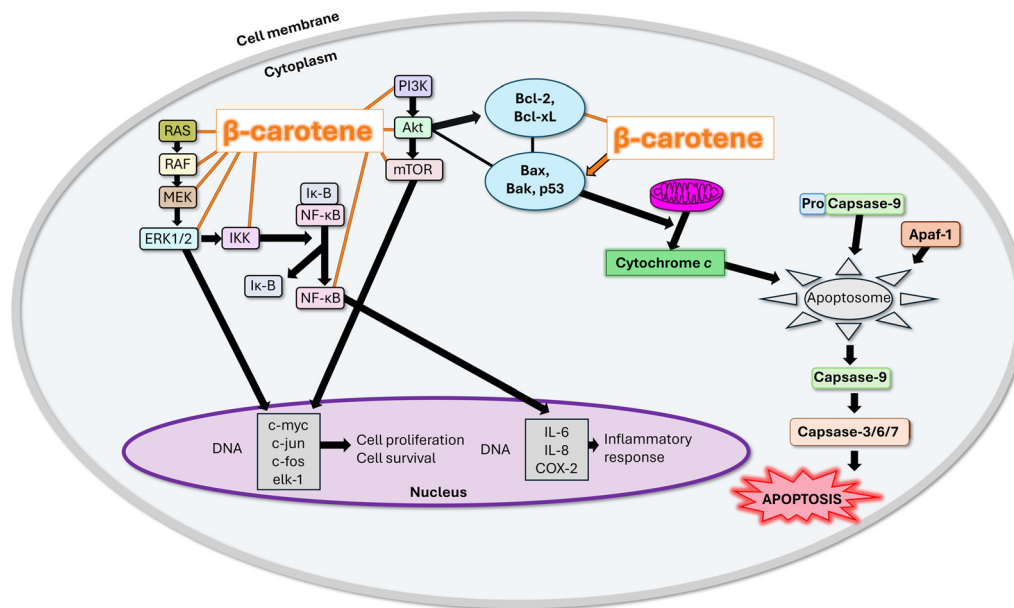 Cell membrane
Cytoplasm
PI3K
Akt
mTOR
RAS
RAF
MEK
ERK1/2
IKK
β-carotene
Iκ-B
NF-κB
Iκ-B
NF-κB
Bcl-2,
Bcl-xL
Bax,
Bak, p53
β-carotene
Cytochrome c
Pro
Capsase-9
Apaf-1
Apoptosome
Capsase-9
Capsase-3/6/7
APOPTOSIS
DNA
c-myc
c-jun
c-fos
elk-1
Cell proliferation
Cell survival
DNA
IL-6
IL-8
COX-2
Inflammatory
response
Nucleus